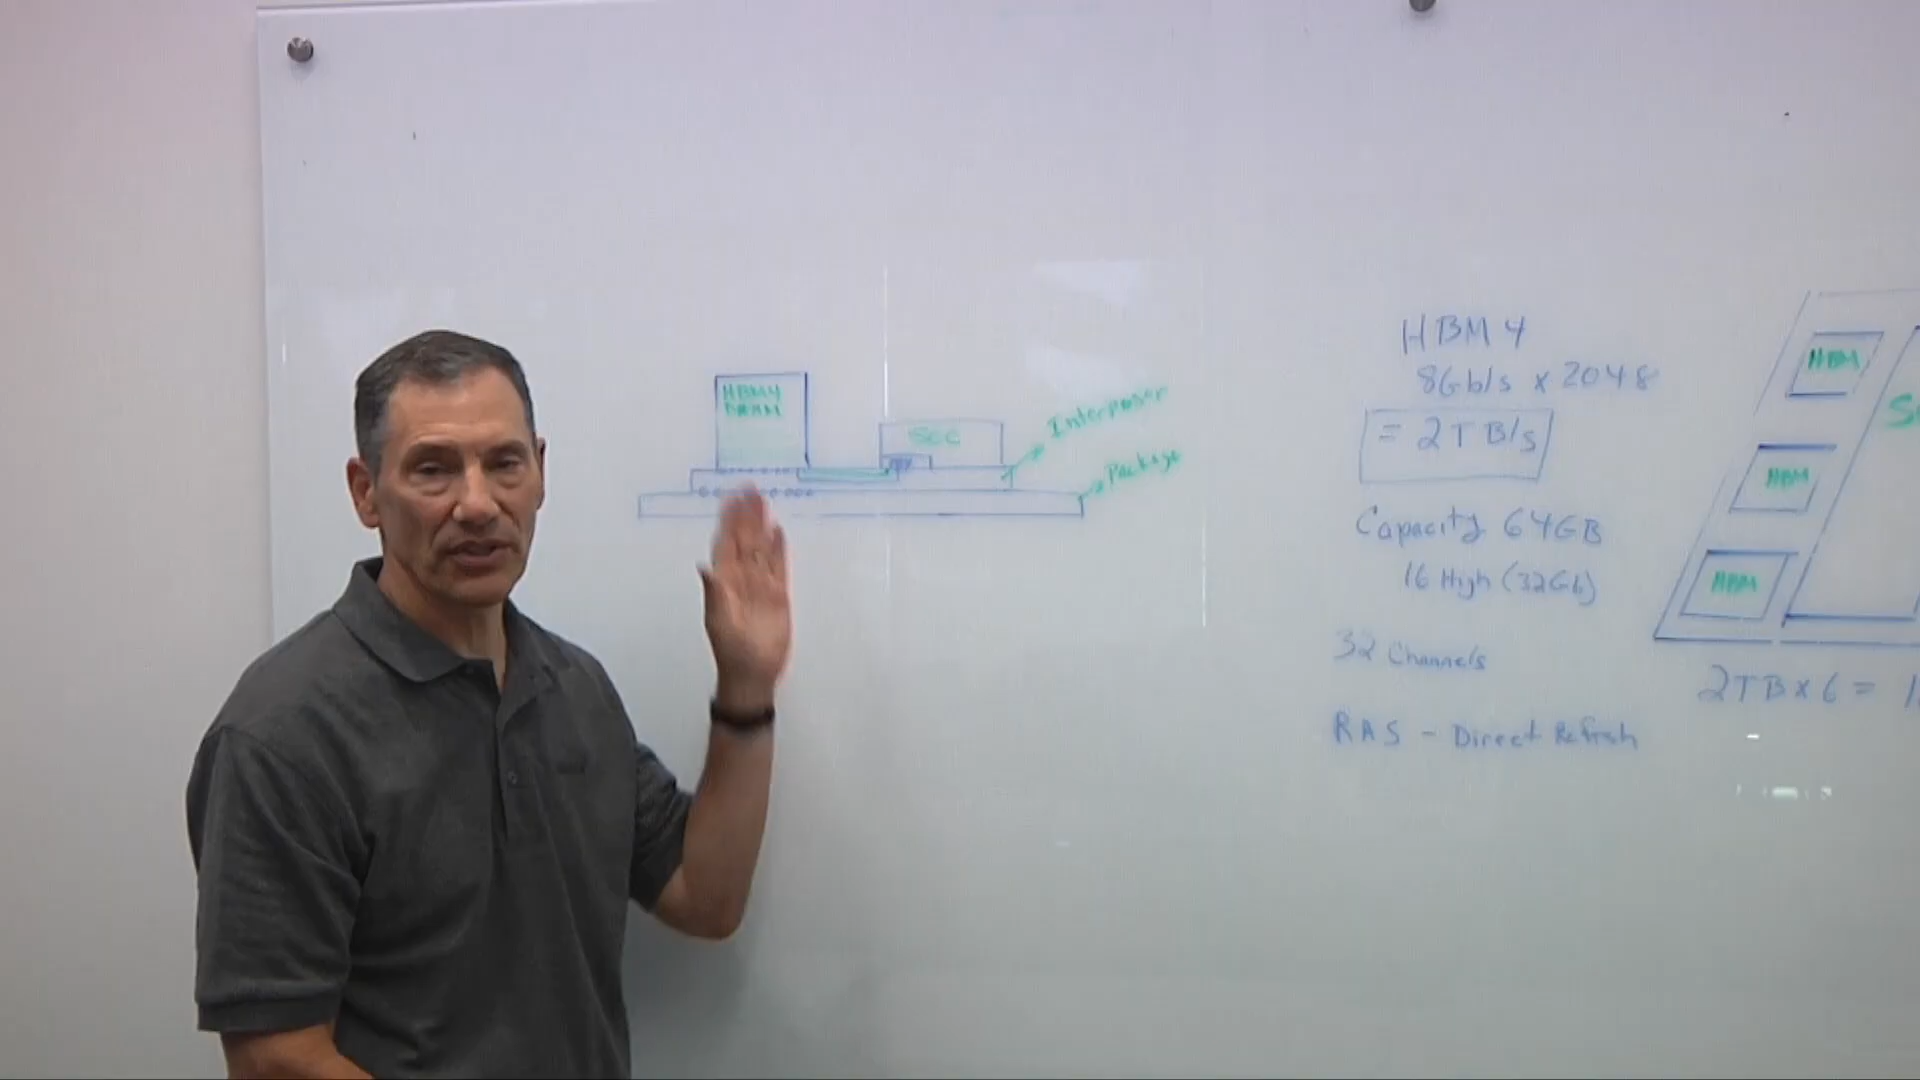 HBM4
DRAM
SOC
Interposer
Package
HBM4
8Gb/s x 2048
= 2TB/s
Capacity 64GB
16 High (32Gb)
32 Channels
RAS - Direct Refresh
HBM
HBM
HBM
2TB x 6 =